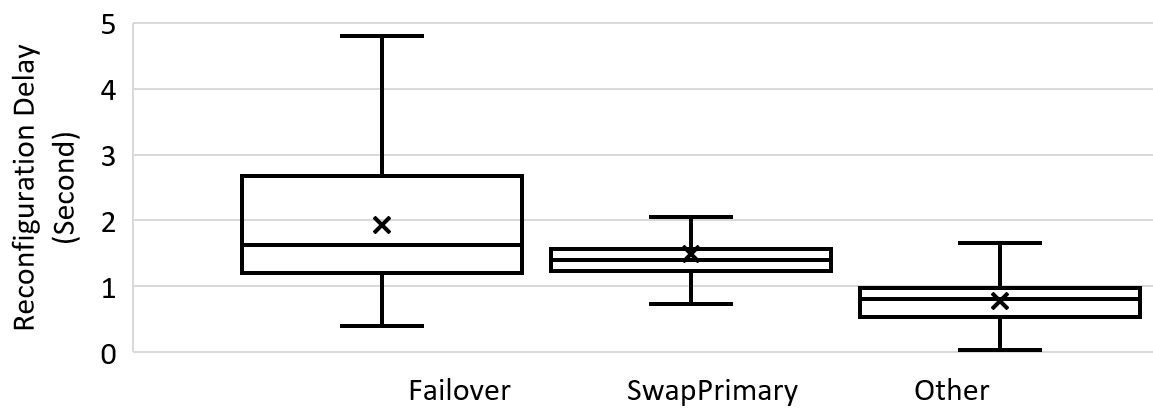 Reconfiguration Delay
(Second)
5
4
3
2
1
0
Failover
SwapPrimary
Other